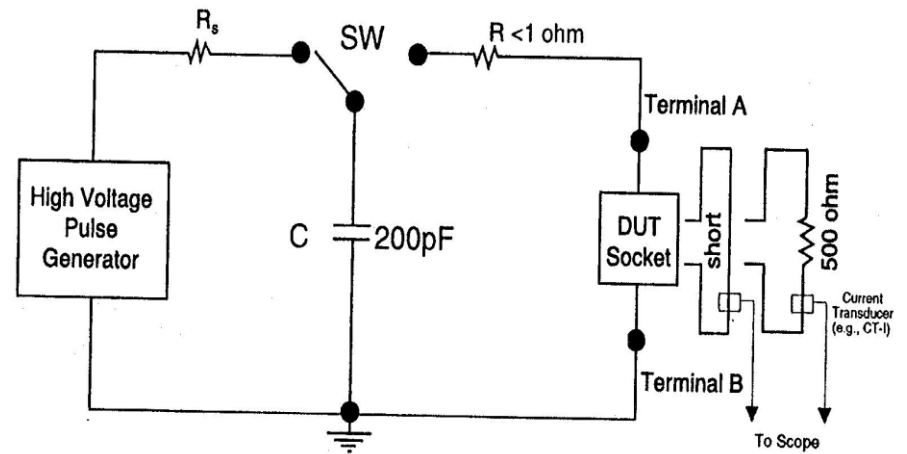 R_s
SW
R <1 ohm
Terminal A
High Voltage
Pulse
Generator
C
200pF
DUT
Socket
short
500 ohm
Current
Transducer
(e.g., CT-I)
Terminal B
To Scope